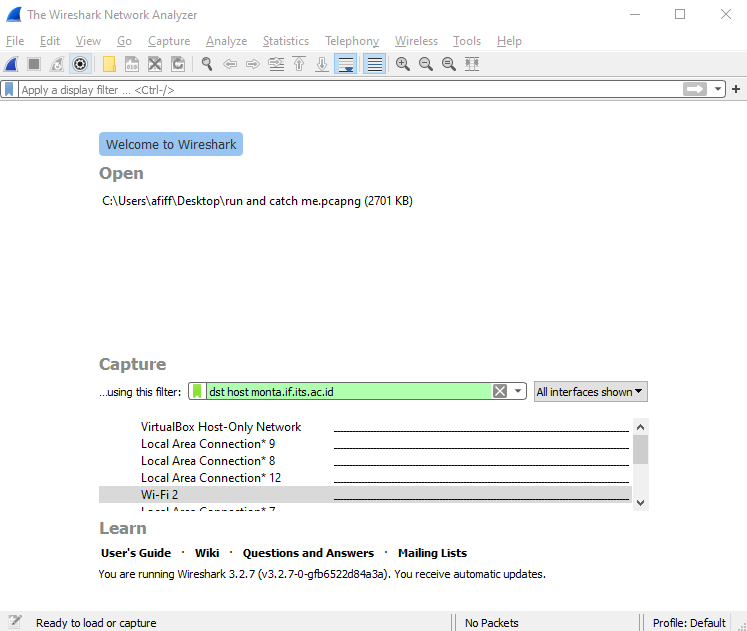 The Wireshark Network Analyzer
File Edit View Go Capture Analyze Statistics Telephony Wireless Tools Help
Apply a display filter ... <Ctrl-/>
Welcome to Wireshark
Open
C:\Users\afiff\Desktop\run and catch me.pcapng (2701 KB)
Capture
...using this filter: dst host monta.if.its.ac.id All interfaces shown
VirtualBox Host-Only Network
Local Area Connection* 9
Local Area Connection* 8
Local Area Connection* 12
Wi-Fi 2
Local Area Connection* 7
Learn
User's Guide · Wiki · Questions and Answers · Mailing Lists
You are running Wireshark 3.2.7 (v3.2.7-0-gfb6522d84a3a). You receive automatic updates.
Ready to load or capture No Packets Profile: Default